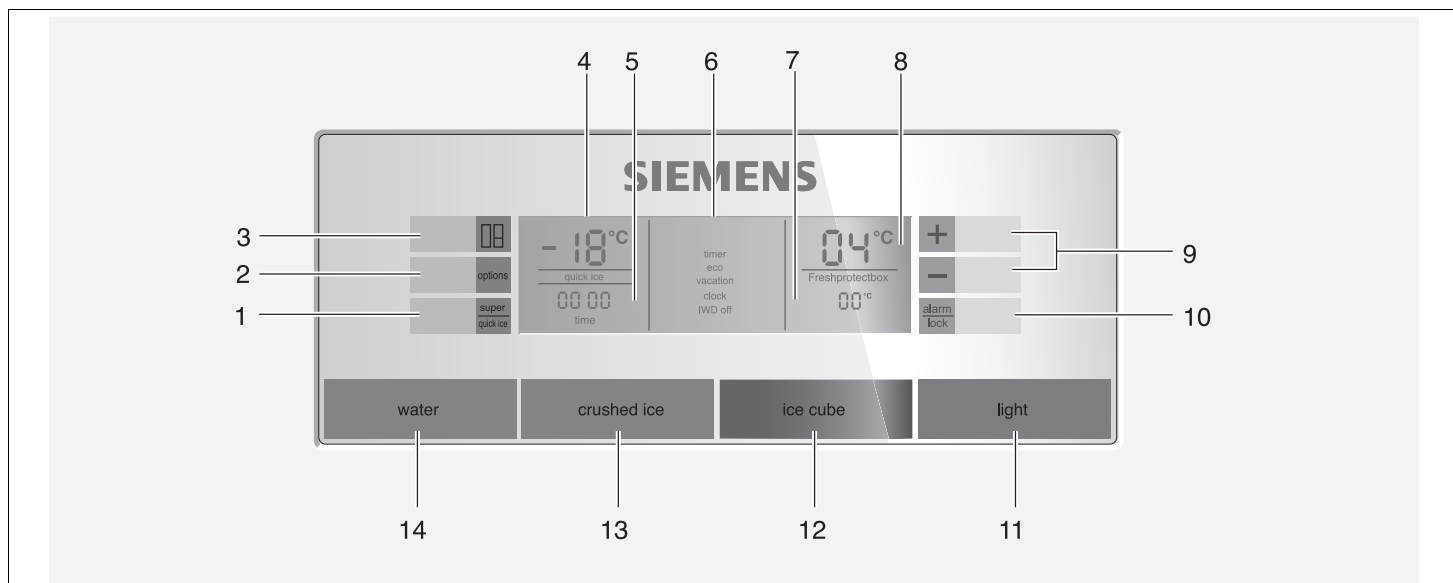 4 5 6 7 8
SIEMENS
3
2 options
1 super
quick ice
-18°C
quick ice
00 00
time
timer
eco
vacation
clock
IWD off
04°C
Freshprotectbox
00°C
+
−
9
alarm
lock
10
water crushed ice ice cube light
14 13 12 11